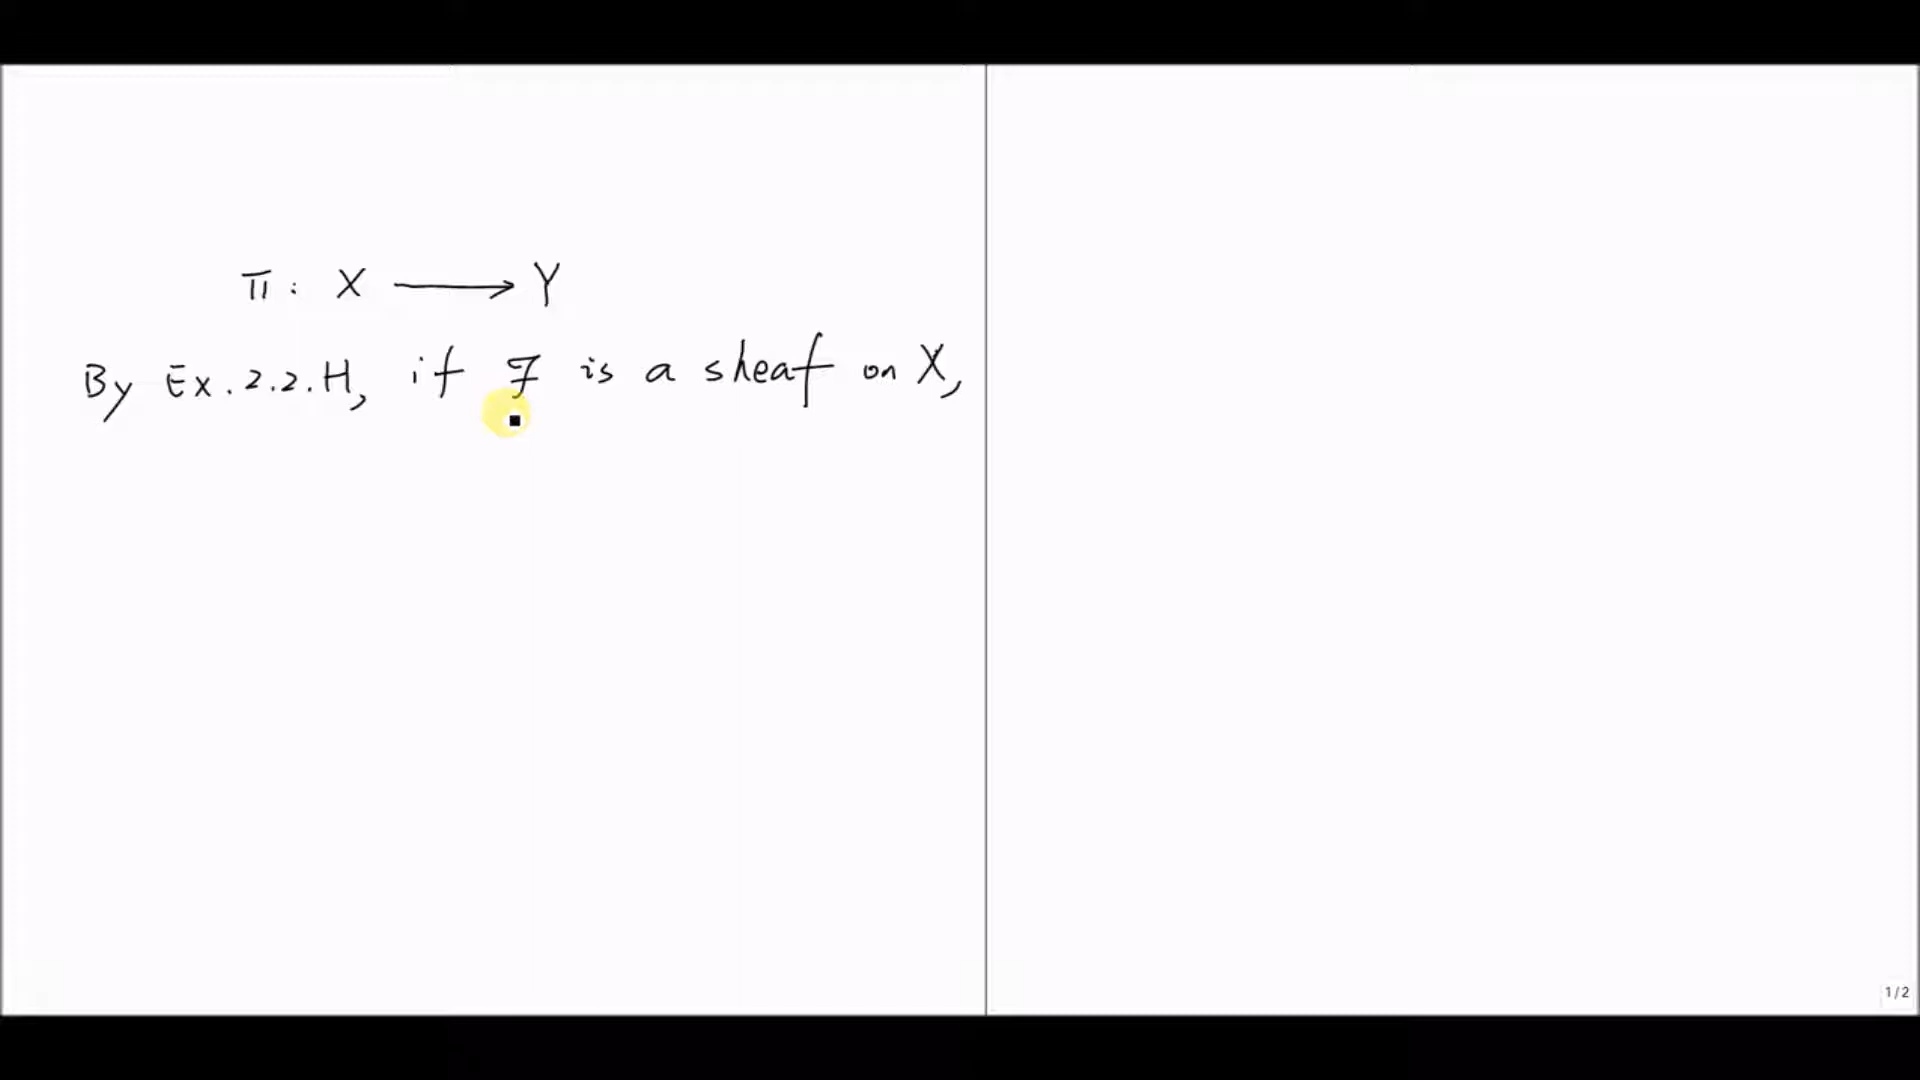 π: X ⟶ Y
By Ex.2.2.H, if ℱ is a sheaf on X,
1/2